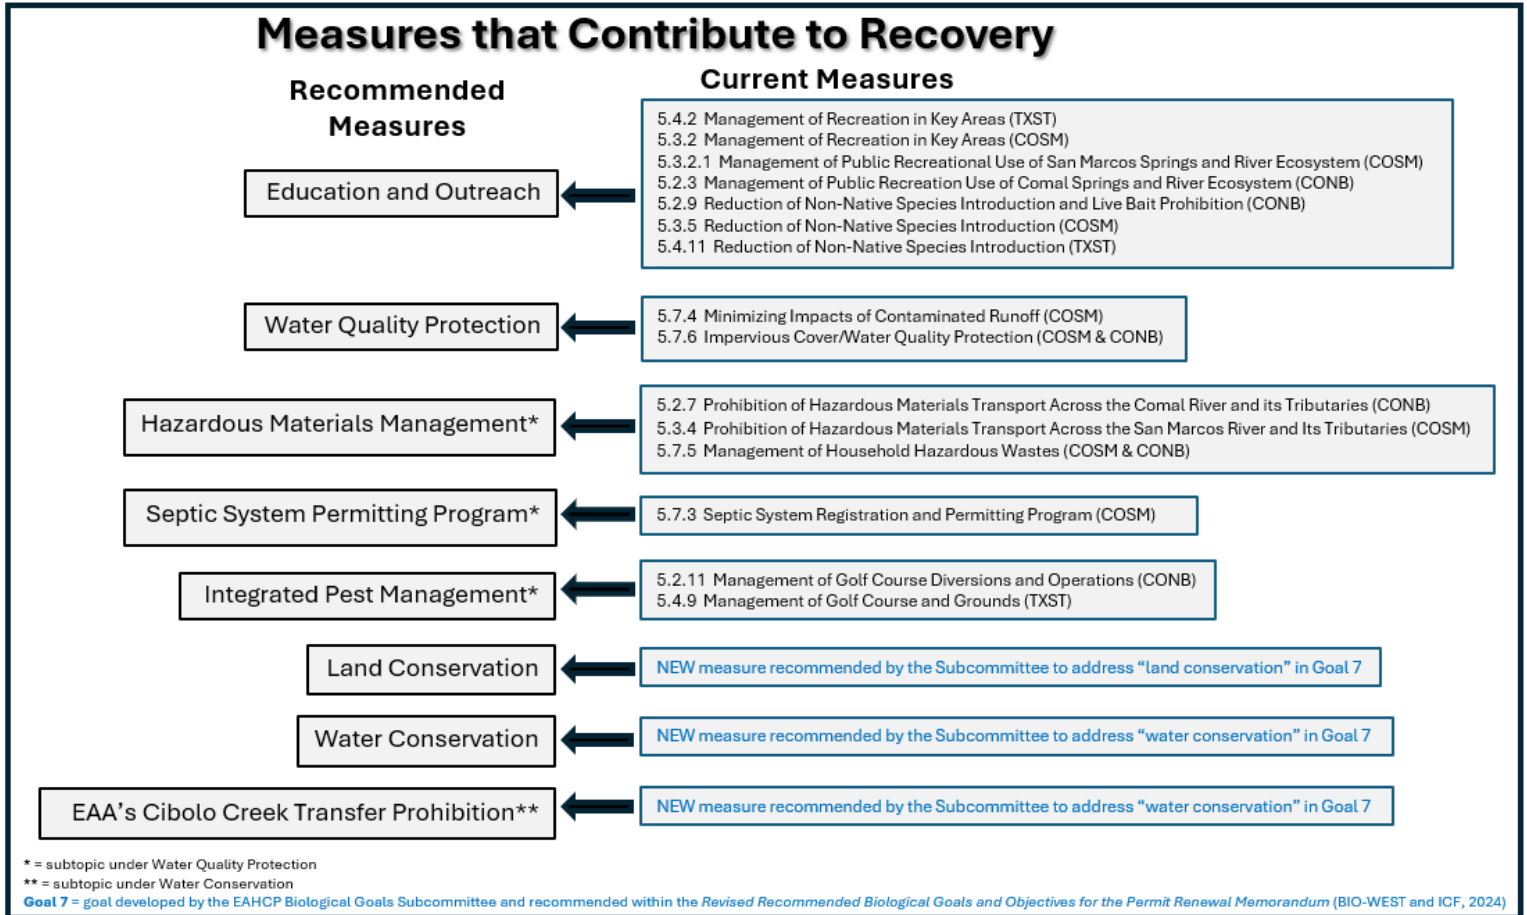 Measures that Contribute to Recovery
Recommended
Measures
Current Measures
Education and Outreach
5.4.2 Management of Recreation in Key Areas (TXST)
5.3.2 Management of Recreation in Key Areas (COSM)
5.3.2.1 Management of Public Recreational Use of San Marcos Springs and River Ecosystem (COSM)
5.2.3 Management of Public Recreation Use of Comal Springs and River Ecosystem (CONB)
5.2.9 Reduction of Non-Native Species Introduction and Live Bait Prohibition (CONB)
5.3.5 Reduction of Non-Native Species Introduction (COSM)
5.4.11 Reduction of Non-Native Species Introduction (TXST)
Water Quality Protection
5.7.4 Minimizing Impacts of Contaminated Runoff (COSM)
5.7.6 Impervious Cover/Water Quality Protection (COSM & CONB)
Hazardous Materials Management*
5.2.7 Prohibition of Hazardous Materials Transport Across the Comal River and its Tributaries (CONB)
5.3.4 Prohibition of Hazardous Materials Transport Across the San Marcos River and Its Tributaries (COSM)
5.7.5 Management of Household Hazardous Wastes (COSM & CONB)
Septic System Permitting Program*
5.7.3 Septic System Registration and Permitting Program (COSM)
Integrated Pest Management*
5.2.11 Management of Golf Course Diversions and Operations (CONB)
5.4.9 Management of Golf Course and Grounds (TXST)
Land Conservation
NEW measure recommended by the Subcommittee to address “land conservation” in Goal 7
Water Conservation
NEW measure recommended by the Subcommittee to address “water conservation” in Goal 7
EAA’s Cibolo Creek Transfer Prohibition**
NEW measure recommended by the Subcommittee to address “water conservation” in Goal 7
* = subtopic under Water Quality Protection
** = subtopic under Water Conservation
Goal 7 = goal developed by the EAHCP Biological Goals Subcommittee and recommended within the Revised Recommended Biological Goals and Objectives for the Permit Renewal Memorandum (BIO-WEST and ICF, 2024)